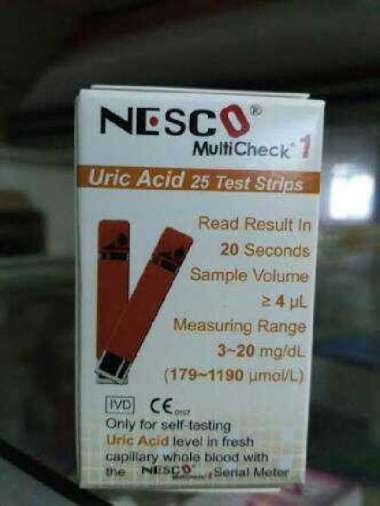 NESCO®
MultiCheck® 1
Uric Acid 25 Test Strips
Read Result In
20 Seconds
Sample Volume
≥ 4 µL
Measuring Range
3~20 mg/dL
(179~1190 µmol/L)
IVD CE 0197
Only for self-testing
Uric Acid level in fresh
capillary whole blood with
the NESCO MultiCheck Serial Meter